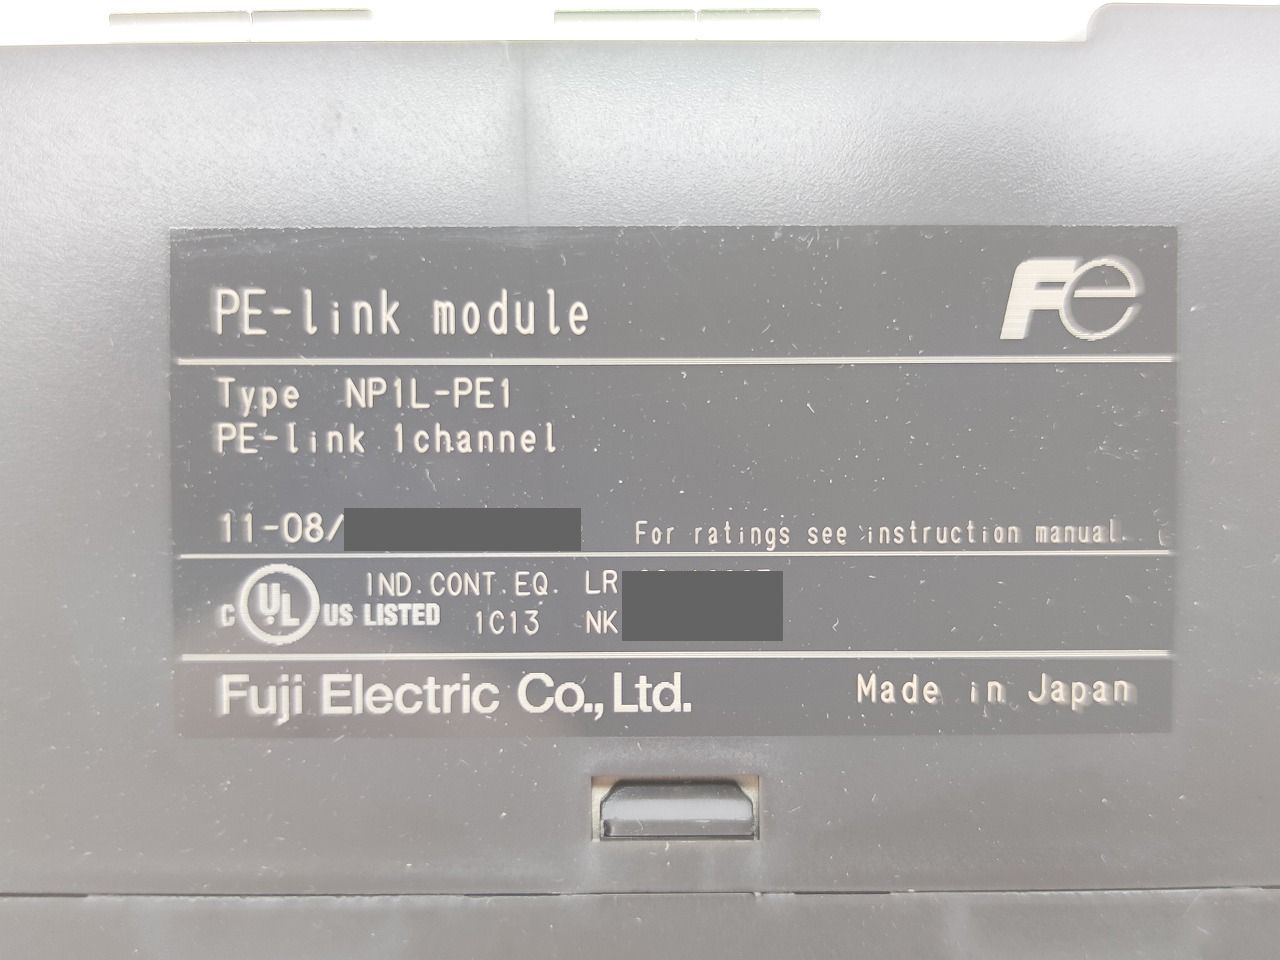 PE-link module Fe
Type NP1L-PE1
PE-link 1channel
11-08/
For ratings see instruction manual.
C UL US LISTED IND.CONT.EQ. LR
1C13 NK
Fuji Electric Co.,Ltd. Made in Japan